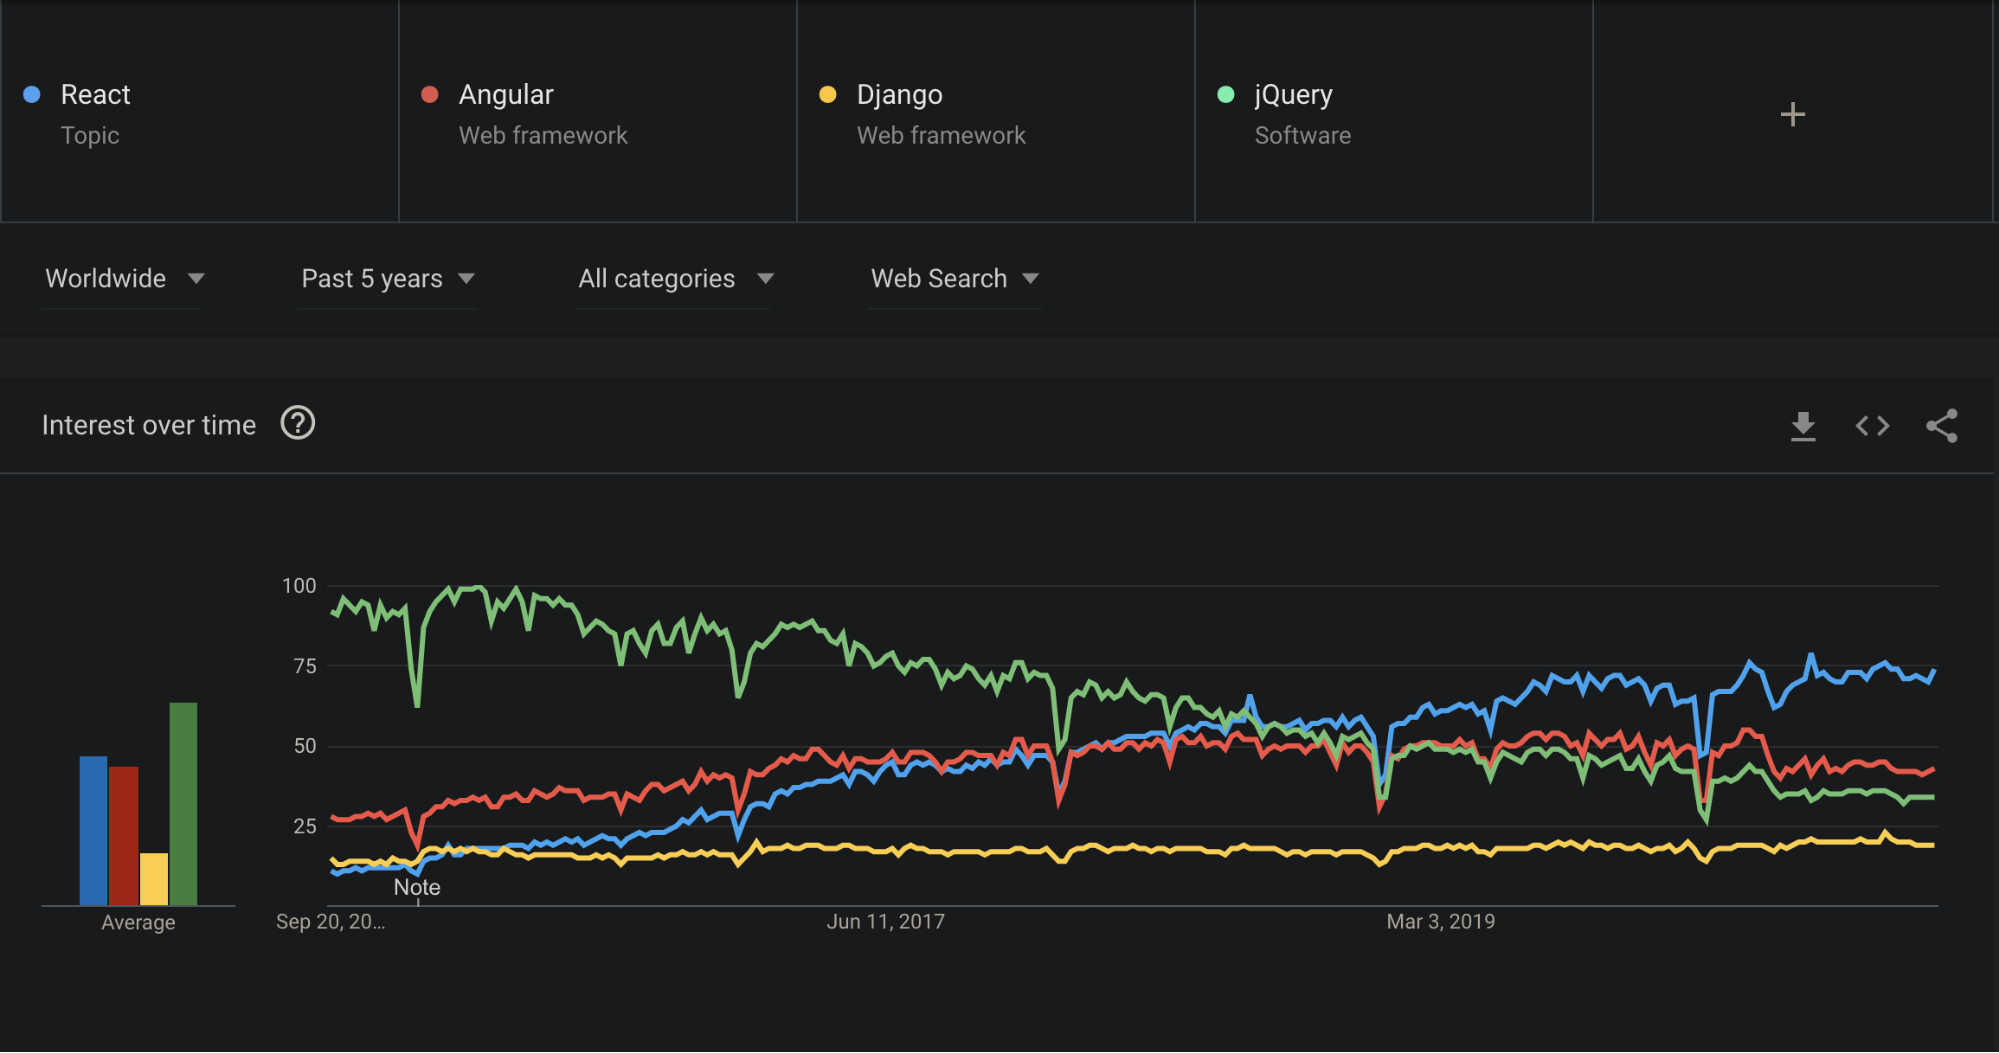 React
Topic
Angular
Web framework
Django
Web framework
jQuery
Software
+
Worldwide
Past 5 years
All categories
Web Search
Interest over time
?
100
75
50
25
Note
Average
Sep 20, 20...
Jun 11, 2017
Mar 3, 2019